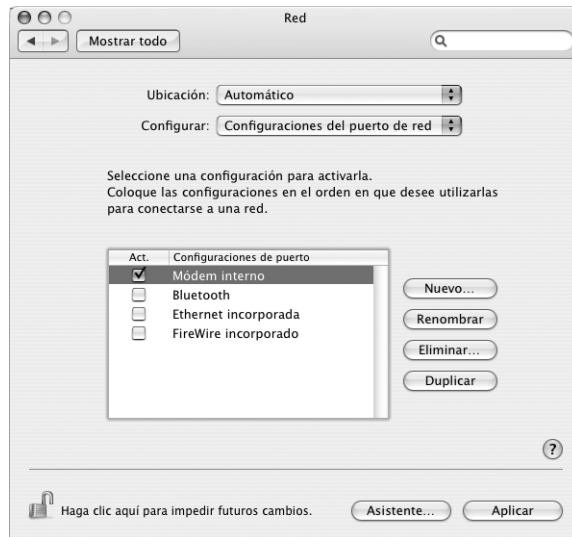 Red
Mostrar todo
Ubicación: Automático
Configurar: Configuraciones del puerto de red
Seleccione una configuración para activarla.
Coloque las configuraciones en el orden en que desee utilizarlas
para conectarse a una red.
Act. Configuraciones de puerto
Módem interno
Bluetooth
Ethernet incorporada
FireWire incorporado
Nuevo...
Renombrar
Eliminar...
Duplicar
?
Haga clic aquí para impedir futuros cambios.
Asistente... Aplicar